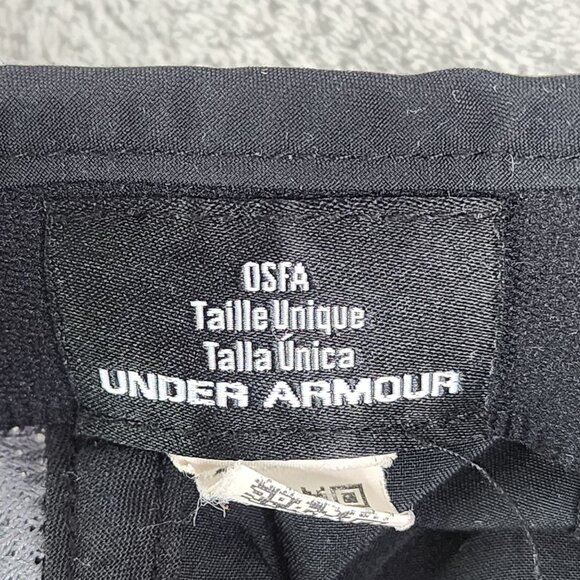 OSFA
Taille Unique
Talla Única
UNDER ARMOUR